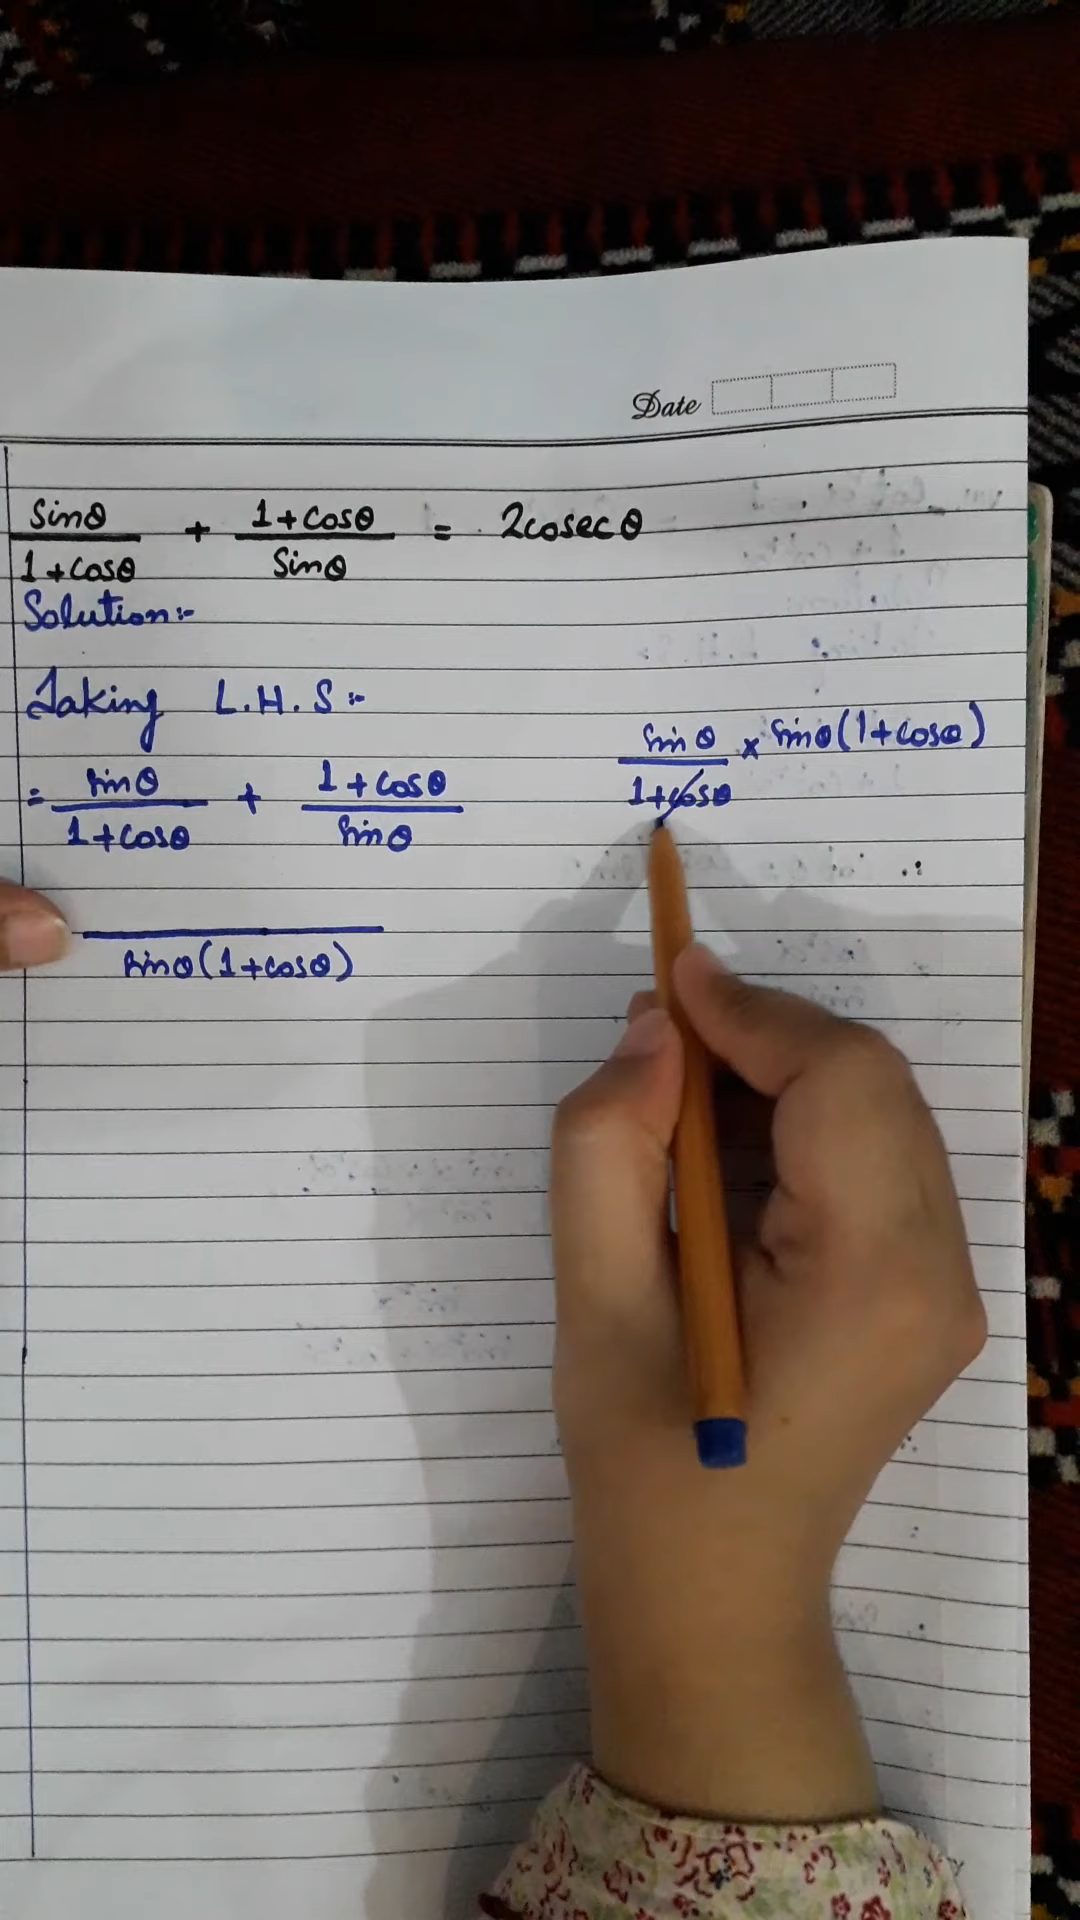 Date
sinθ/1+cosθ + 1+cosθ/sinθ = 2cosecθ
Solution:-
Taking L.H.S:-
sinθ/1+cosθ × sinθ(1+cosθ)
= sinθ/1+cosθ + 1+cosθ/sinθ
sinθ(1+cosθ)